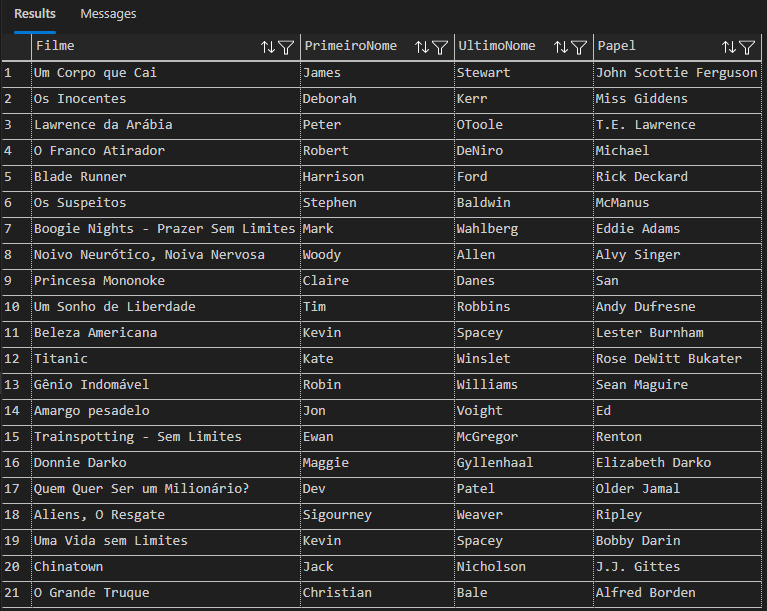 Results Messages
Filme PrimeiroNome UltimoNome Papel
1 Um Corpo que Cai James Stewart John Scottie Ferguson
2 Os Inocentes Deborah Kerr Miss Giddens
3 Lawrence da Arábia Peter OToole T.E. Lawrence
4 O Franco Atirador Robert DeNiro Michael
5 Blade Runner Harrison Ford Rick Deckard
6 Os Suspeitos Stephen Baldwin McManus
7 Boogie Nights - Prazer Sem Limites Mark Wahlberg Eddie Adams
8 Noivo Neurótico, Noiva Nervosa Woody Allen Alvy Singer
9 Princesa Mononoke Claire Danes San
10 Um Sonho de Liberdade Tim Robbins Andy Dufresne
11 Beleza Americana Kevin Spacey Lester Burnham
12 Titanic Kate Winslet Rose DeWitt Bukater
13 Gênio Indomável Robin Williams Sean Maguire
14 Amargo pesadelo Jon Voight Ed
15 Trainspotting - Sem Limites Ewan McGregor Renton
16 Donnie Darko Maggie Gyllenhaal Elizabeth Darko
17 Quem Quer Ser um Milionário? Dev Patel Older Jamal
18 Aliens, O Resgate Sigourney Weaver Ripley
19 Uma Vida sem Limites Kevin Spacey Bobby Darin
20 Chinatown Jack Nicholson J.J. Gittes
21 O Grande Truque Christian Bale Alfred Borden